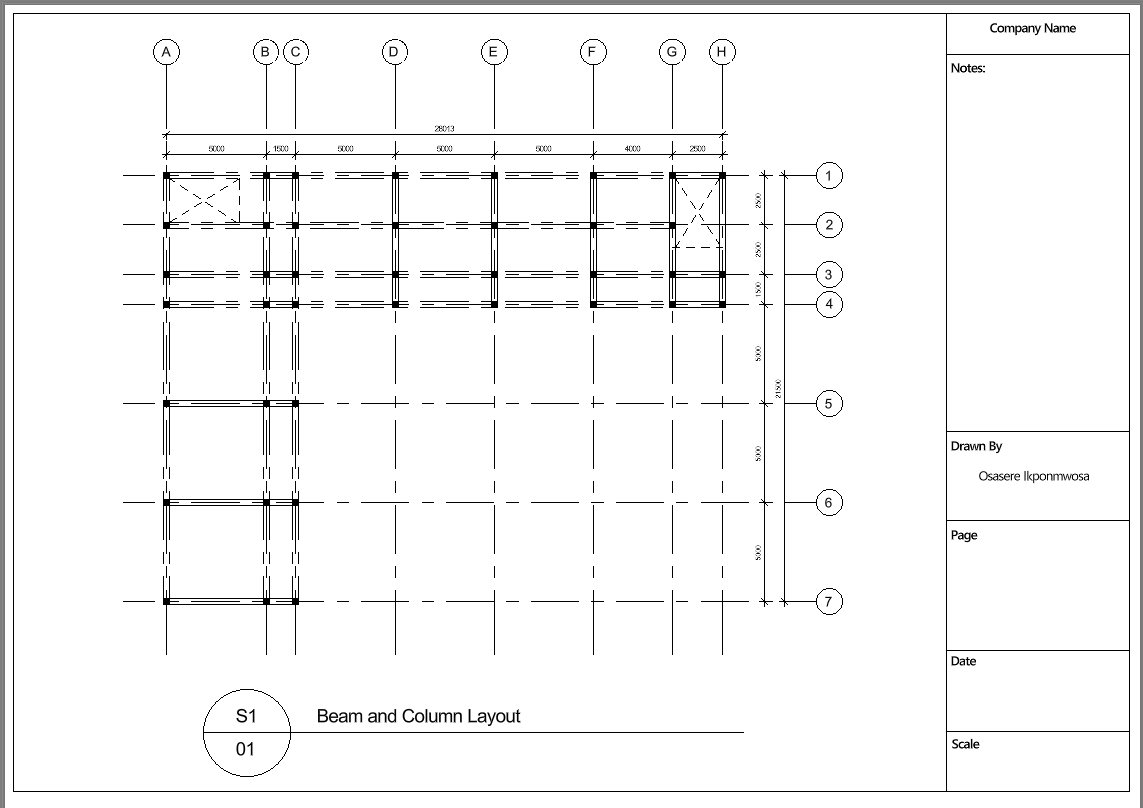 Company Name
A B C D E F G H
Notes:
28013
5000 1500 5000 5000 5000 4000 2500
1
2500
2
2500
3
1500
4
5000
21500
5
Drawn By
5000
Osasere Ikponmwosa
6
Page
5000
7
Date
S1
Beam and Column Layout
01
Scale